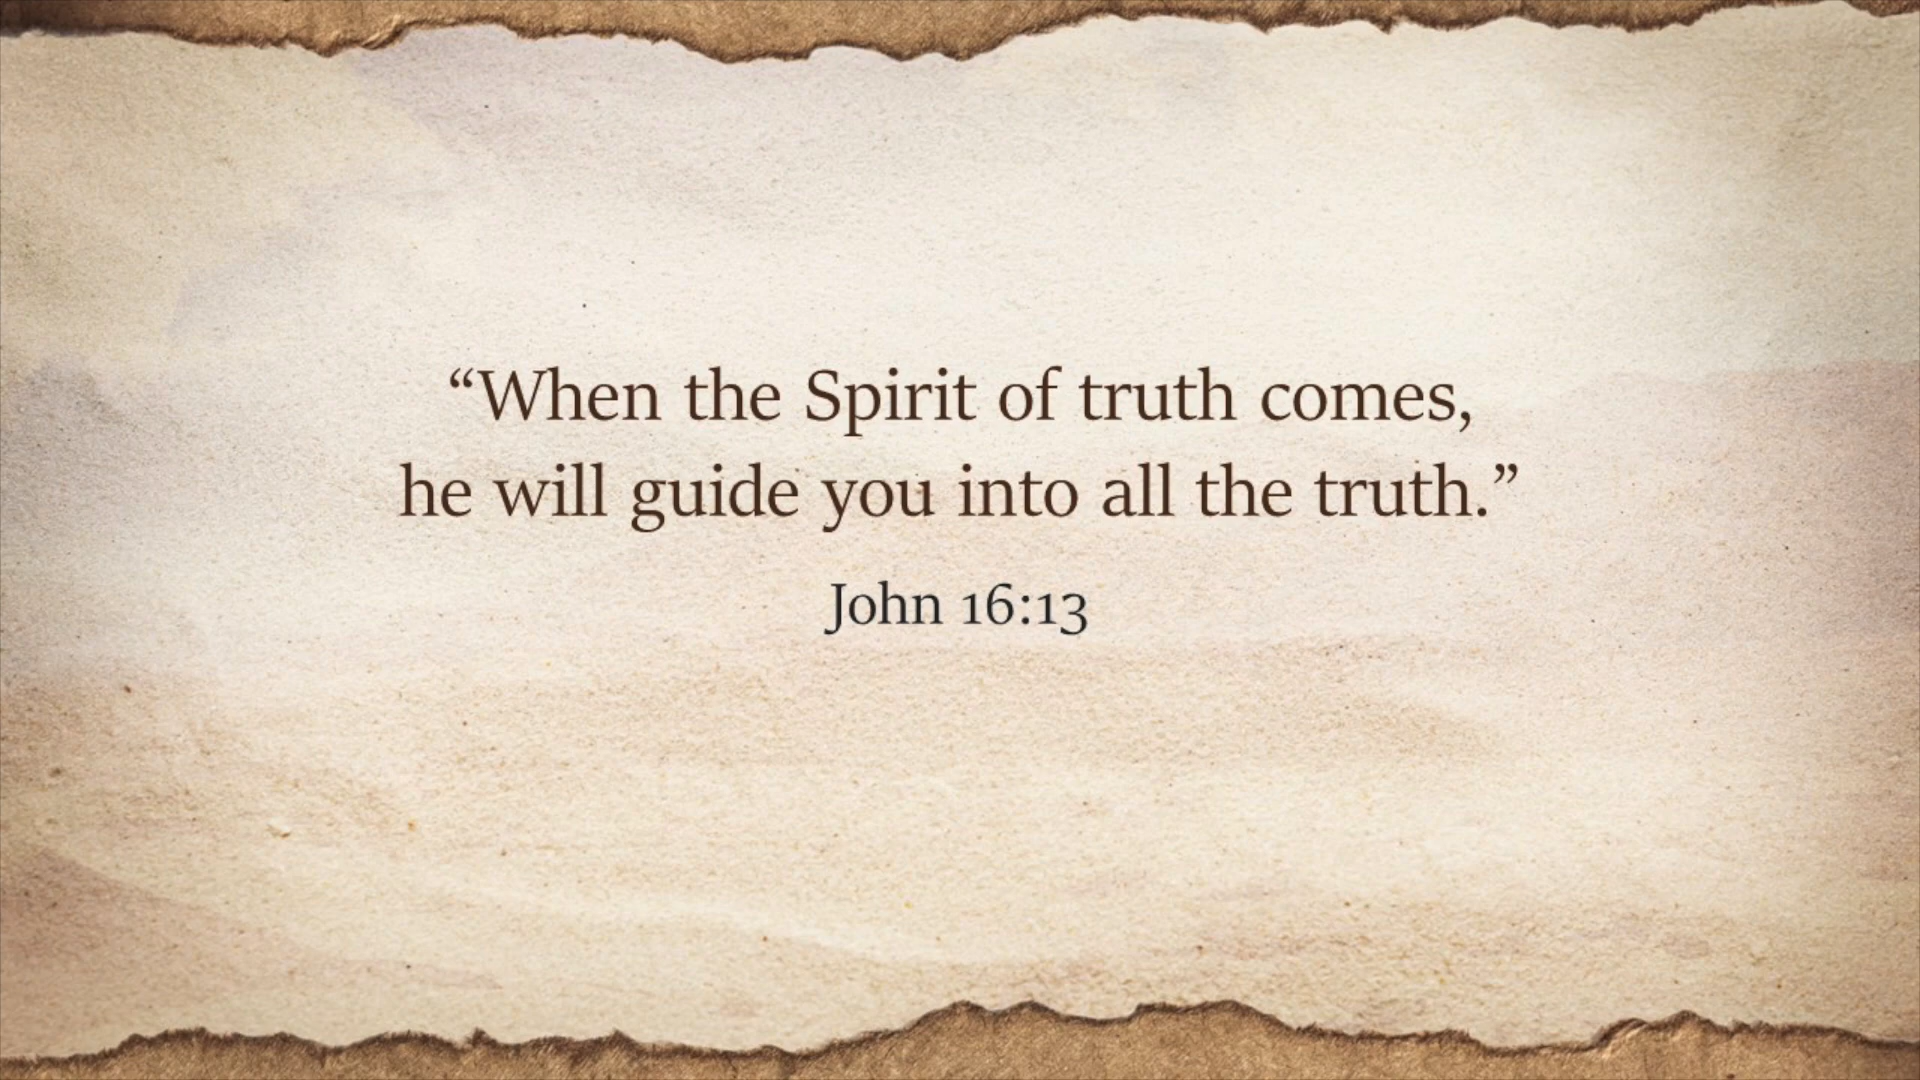 “When the Spirit of truth comes,
he will guide you into all the truth.”
John 16:13